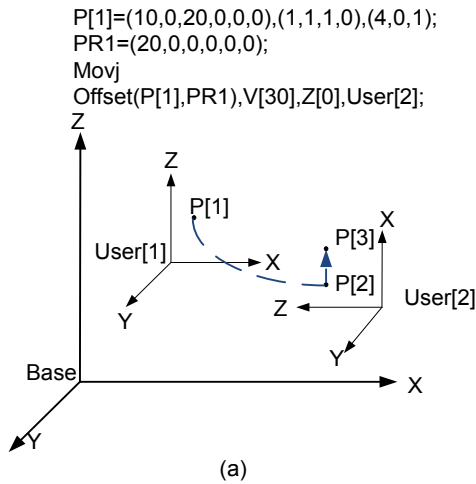 P[1]=(10,0,20,0,0,0),(1,1,1,0),(4,0,1);
PR1=(20,0,0,0,0,0);
Movj
Offset(P[1],PR1),V[30],Z[0],User[2];
Z
Z
P[1]
X
P[3]
User[1]
X
P[2]
Z
User[2]
Y
Y
Base
X
Y
(a)